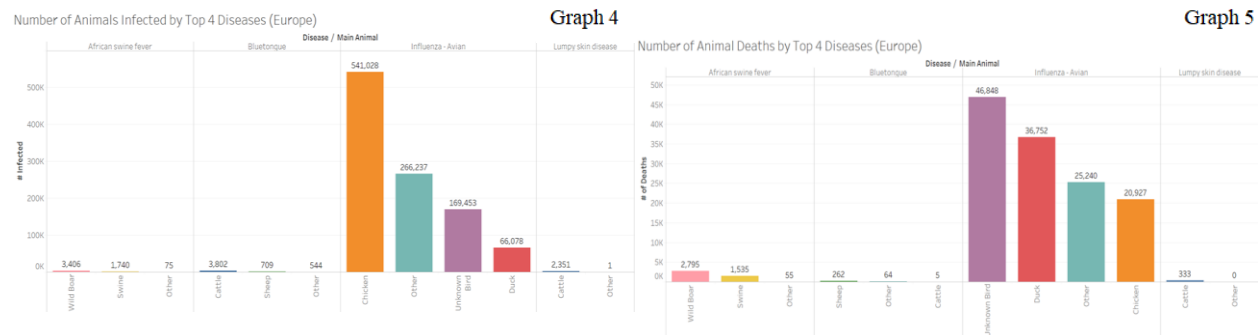 Number of Animals Infected by Top 4 Diseases (Europe)
Graph 4
Disease / Main Animal
African swine fever
Bluetongue
Influenza - Avian
Lumpy skin disease
# Infected
500K
400K
300K
200K
100K
0K
3,406
1,740
75
3,802
709
544
541,028
266,237
169,453
66,078
2,351
1
Wild Boar
Swine
Other
Cattle
Sheep
Other
Chicken
Other
Unknown Bird
Duck
Cattle
Other
Graph 5
Number of Animal Deaths by Top 4 Diseases (Europe)
Disease / Main Animal
African swine fever
Bluetongue
Influenza - Avian
Lumpy skin disease
# of Deaths
50K
45K
40K
35K
30K
25K
20K
15K
10K
5K
0K
2,795
1,535
55
262
64
5
46,848
36,752
25,240
20,927
333
0
Wild Boar
Swine
Other
Sheep
Other
Cattle
Unknown Bird
Duck
Other
Chicken
Cattle
Other